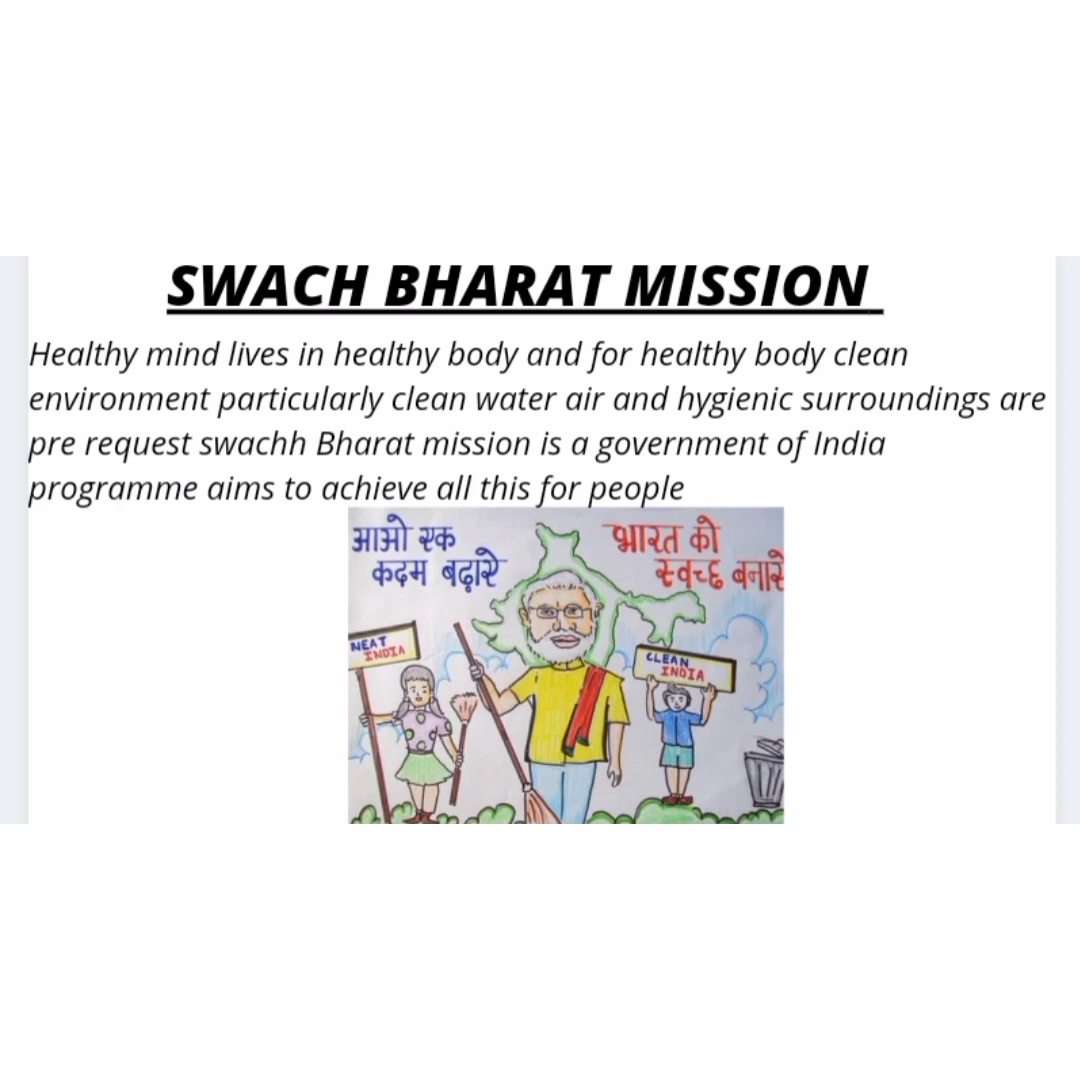 SWACH BHARAT MISSION
Healthy mind lives in healthy body and for healthy body clean
environment particularly clean water air and hygienic surroundings are
pre request swachh Bharat mission is a government of India
programme aims to achieve all this for people
आओ एक
कदम बढ़ाऐ
भारत को
स्वच्छ बनाऐ
NEAT
INDIA
CLEAN
INDIA